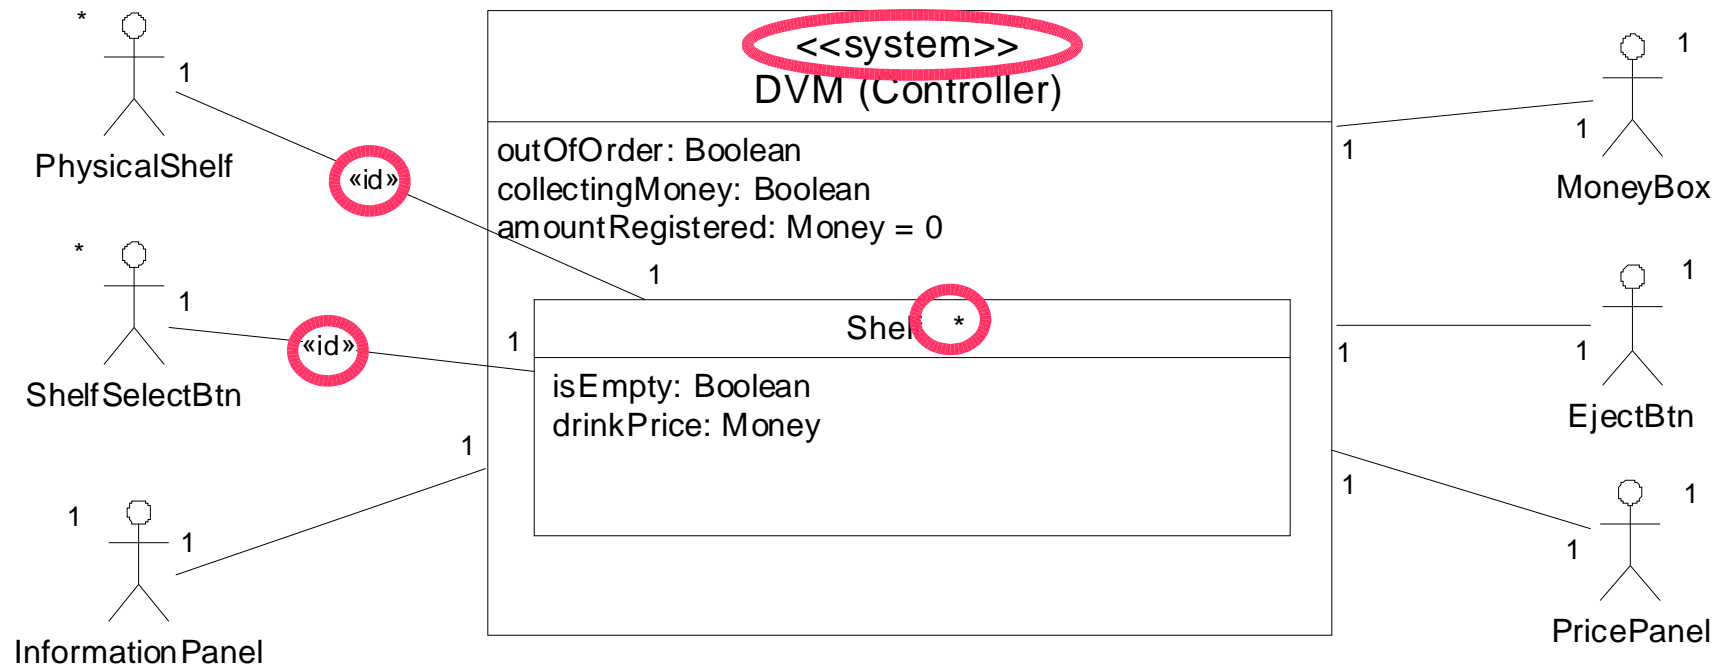 *
1
PhysicalShelf
«id»
*
1
ShelfSelectBtn
«id»
1
1
InformationPanel
<<system>>
DVM (Controller)
outOfOrder: Boolean
collectingMoney: Boolean
amountRegistered: Money = 0
1
1
1
Shelf *
isEmpty: Boolean
drinkPrice: Money
1
1
1
MoneyBox
1
1
1
EjectBtn
1
1
1
PricePanel